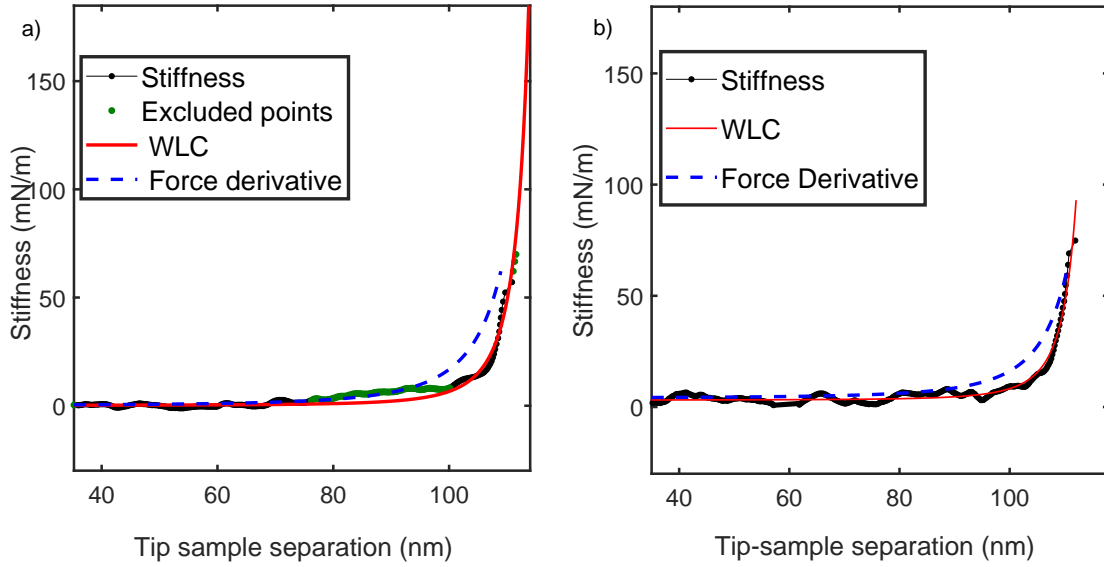 a)
Stiffness
Excluded points
WLC
Force derivative
150
100
50
0
40
60
80
100
Stiffness (mN/m)
Tip sample separation (nm)
b)
Stiffness
WLC
Force Derivative
150
100
50
0
40
60
80
100
Stiffness (mN/m)
Tip-sample separation (nm)